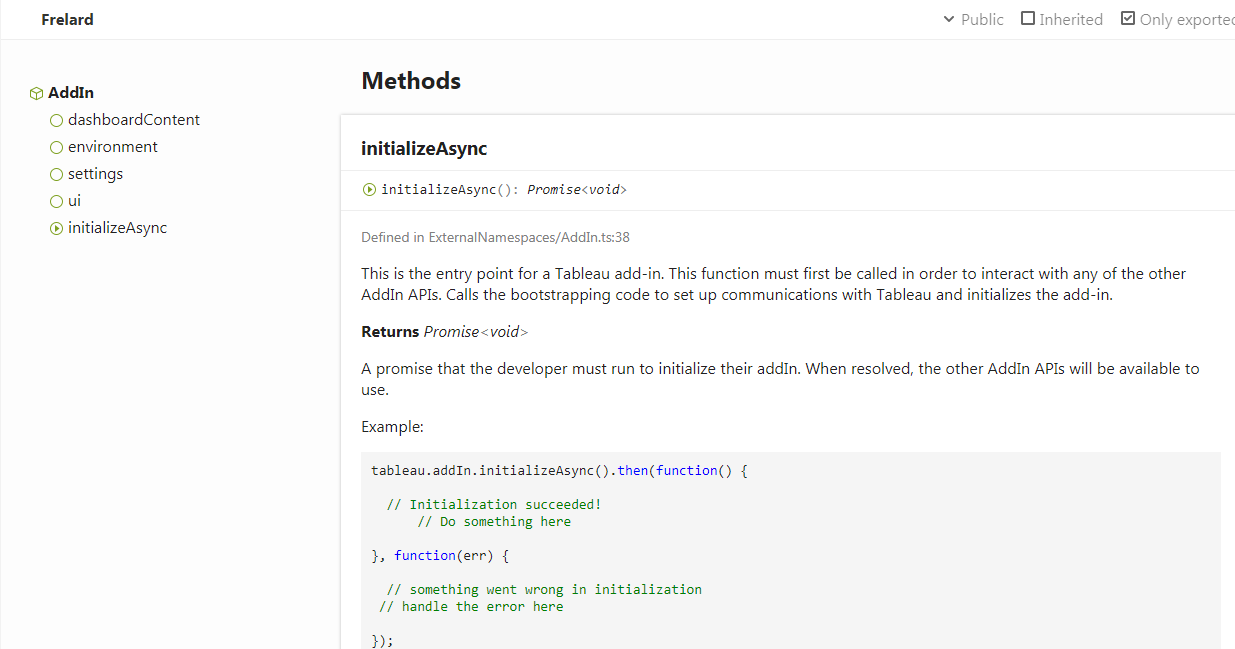 Frelard
Public
Inherited
Only exported
AddIn
dashboardContent
environment
settings
ui
initializeAsync
Methods
initializeAsync
initializeAsync(): Promise<void>
Defined in ExternalNamespaces/AddIn.ts:38
This is the entry point for a Tableau add-in. This function must first be called in order to interact with any of the other
AddIn APIs. Calls the bootstrapping code to set up communications with Tableau and initializes the add-in.
Returns Promise<void>
A promise that the developer must run to initialize their addIn. When resolved, the other AddIn APIs will be available to
use.
Example:
tableau.addIn.initializeAsync().then(function() {
// Initialization succeeded!
// Do something here
}, function(err) {
// something went wrong in initialization
// handle the error here
});